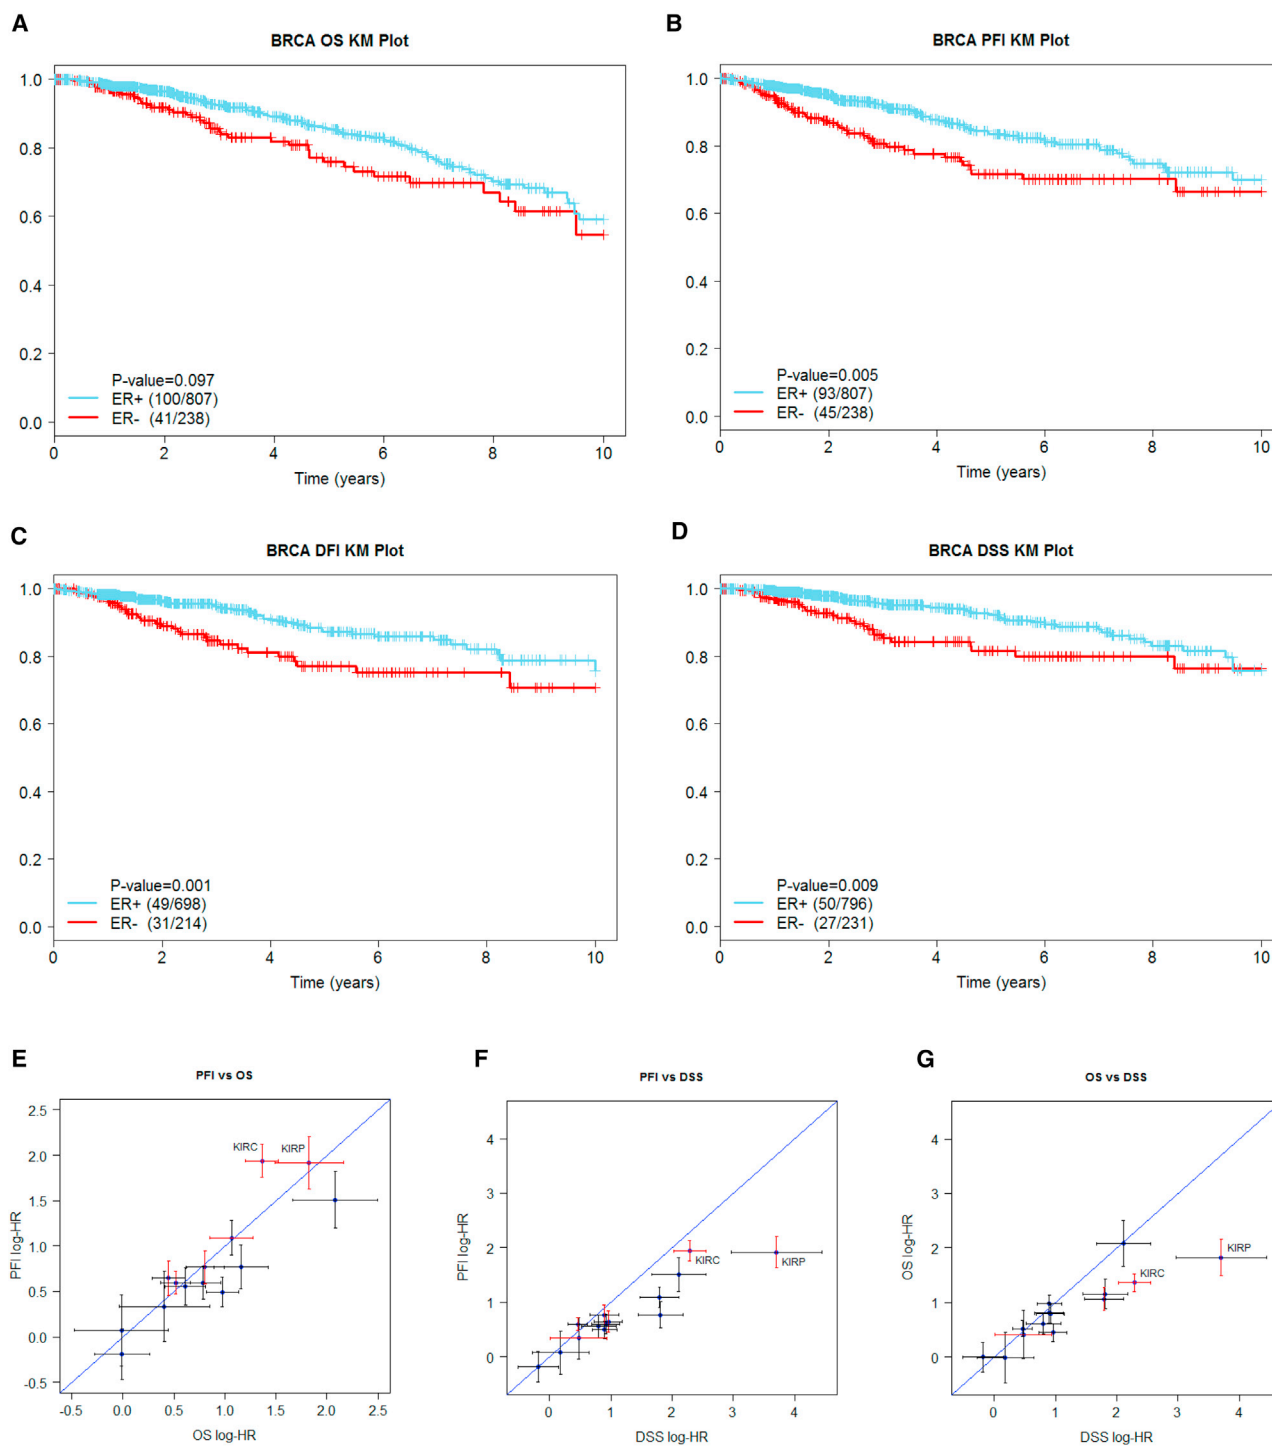 A
BRCA OS KM Plot
1.0
0.8
0.6
0.4
0.2
0.0
P-value=0.097
ER+ (100/807)
ER- (41/238)
0 2 4 6 8 10
Time (years)
B
BRCA PFI KM Plot
1.0
0.8
0.6
0.4
0.2
0.0
P-value=0.005
ER+ (93/807)
ER- (45/238)
0 2 4 6 8 10
Time (years)
C
BRCA DFI KM Plot
1.0
0.8
0.6
0.4
0.2
0.0
P-value=0.001
ER+ (49/698)
ER- (31/214)
0 2 4 6 8 10
Time (years)
D
BRCA DSS KM Plot
1.0
0.8
0.6
0.4
0.2
0.0
P-value=0.009
ER+ (50/796)
ER- (27/231)
0 2 4 6 8 10
Time (years)
E
PFI vs OS
PFI log-HR
2.5
2.0
1.5
1.0
0.5
0.0
-0.5
KIRC
KIRP
-0.5 0.0 0.5 1.0 1.5 2.0 2.5
OS log-HR
F
PFI vs DSS
PFI log-HR
4
3
2
1
0
KIRC
KIRP
0 1 2 3 4
DSS log-HR
G
OS vs DSS
OS log-HR
4
3
2
1
0
KIRP
KIRC
0 1 2 3 4
DSS log-HR